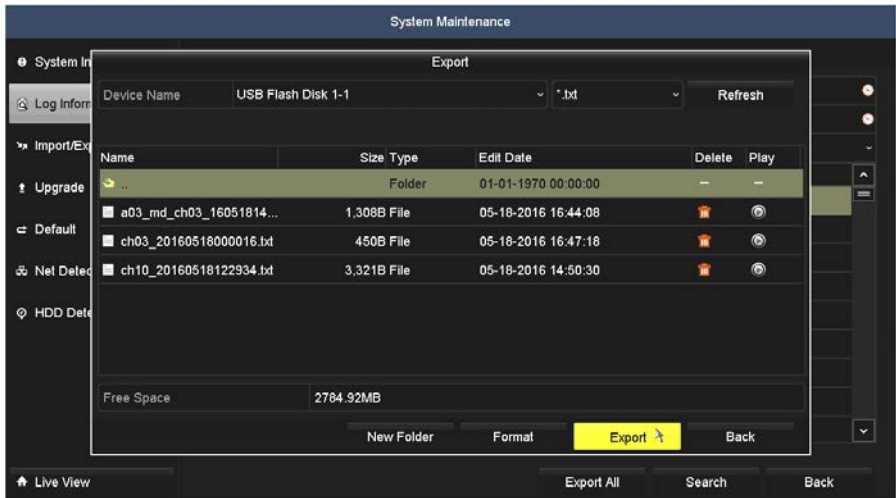 System Maintenance
System In
Export
Log Inform
Device Name USB Flash Disk 1-1 *.txt Refresh
Import/Exp
Name Size Type Edit Date Delete Play
Upgrade
.. Folder 01-01-1970 00:00:00 – –
a03_md_ch03_16051814... 1,308B File 05-18-2016 16:44:08
Default
ch03_20160518000016.txt 450B File 05-18-2016 16:47:18
Net Detec
ch10_20160518122934.txt 3,321B File 05-18-2016 14:50:30
HDD Dete
Free Space 2784.92MB
New Folder Format Export Back
Live View Export All Search Back